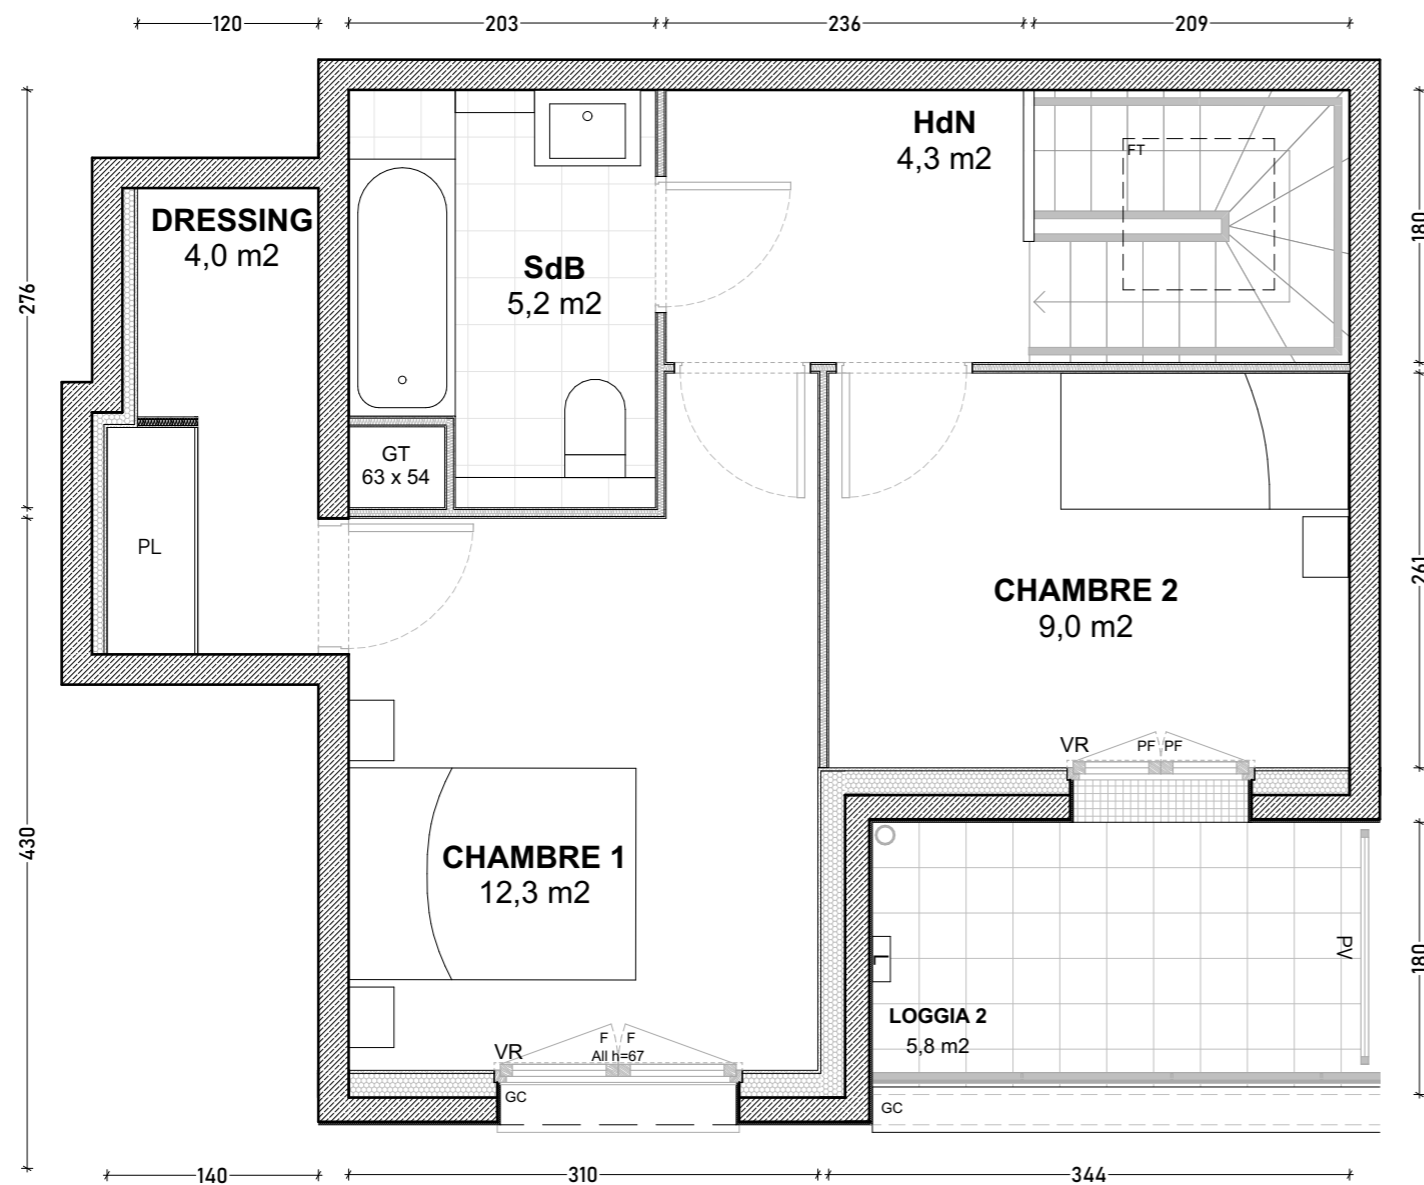 120
203
236
209
HdN
4,3 m2
FT
180
DRESSING
4,0 m2
276
SdB
5,2 m2
GT
63 x 54
PL
CHAMBRE 2
9,0 m2
261
VR
PF
PF
430
CHAMBRE 1
12,3 m2
PV
180
L
LOGGIA 2
5,8 m2
VR
F
F
All h=67
GC
GC
140
310
344